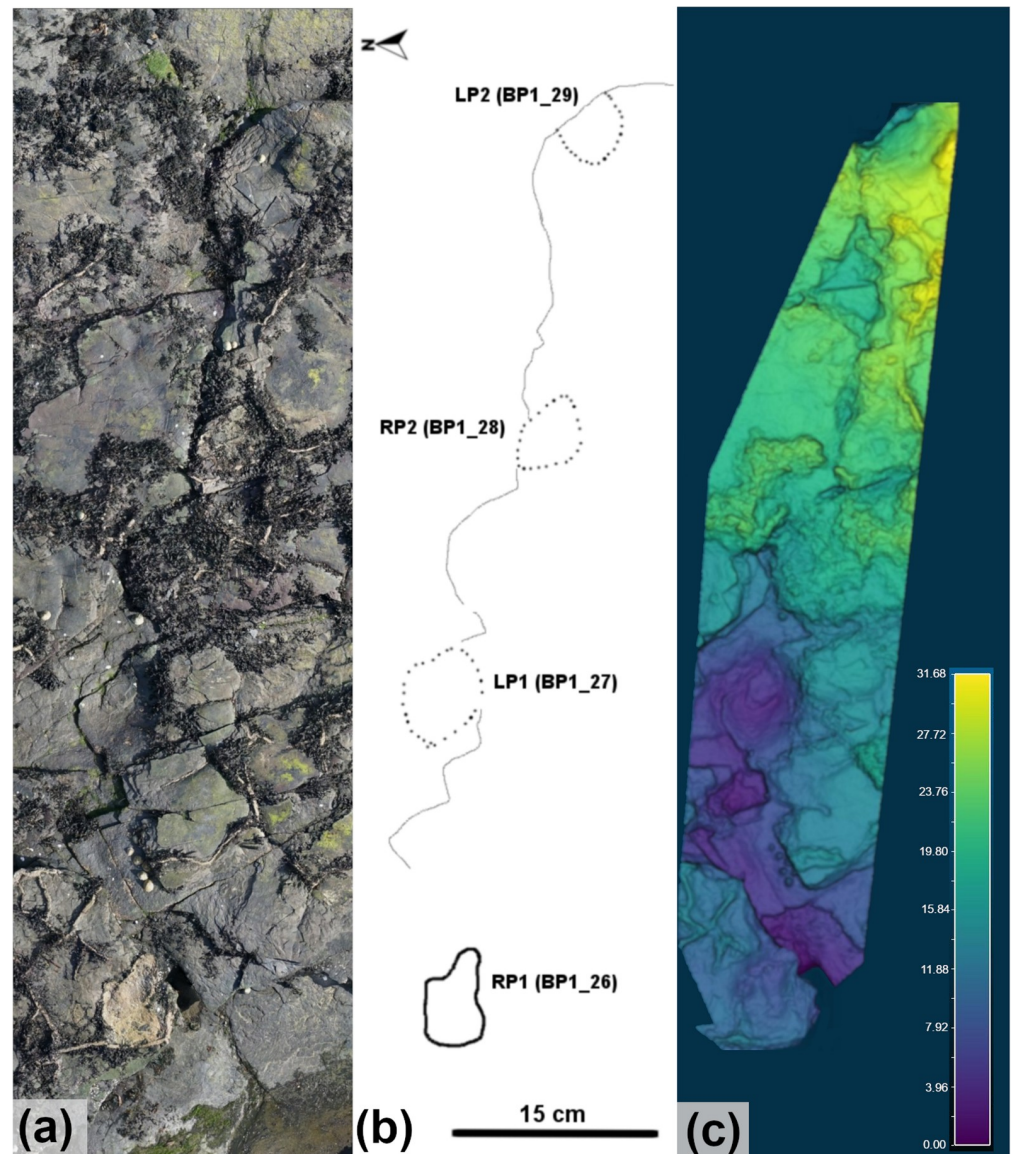 N
LP2 (BP1_29)
RP2 (BP1_28)
LP1 (BP1_27)
RP1 (BP1_26)
15 cm
31.68
27.72
23.76
19.80
15.84
11.88
7.92
3.96
0.00
(a)
(b)
(c)